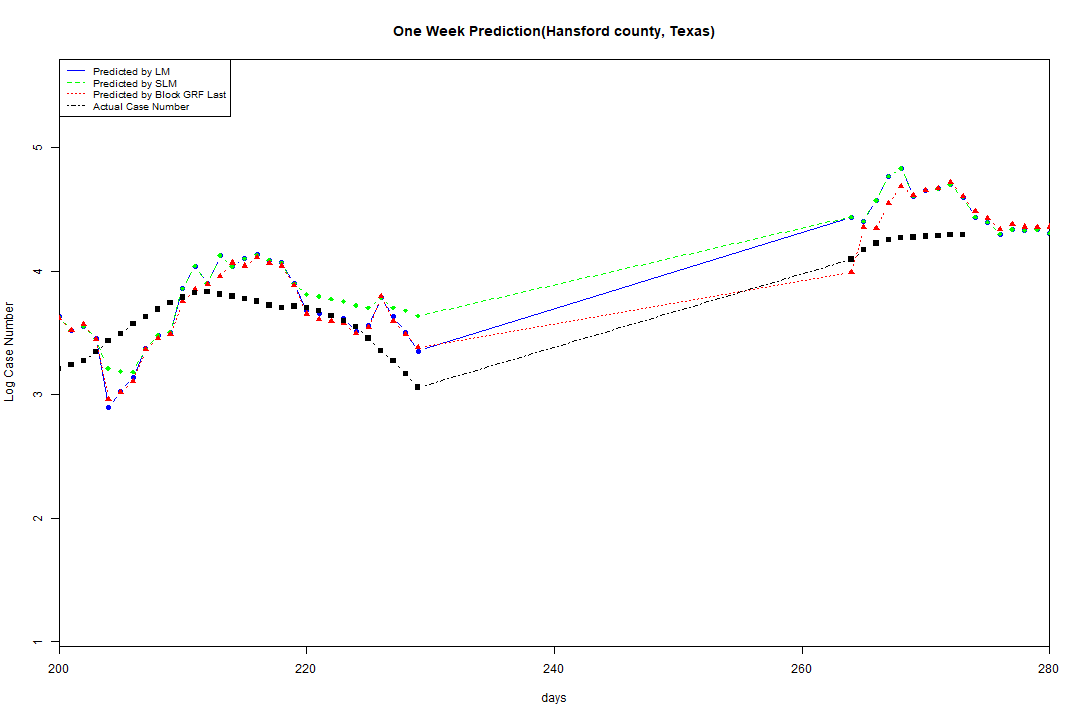 One Week Prediction(Hansford county, Texas)
Predicted by LM
Predicted by SLM
Predicted by Block GRF Last
Actual Case Number
5
4
3
2
1
Log Case Number
200 220 240 260 280
days